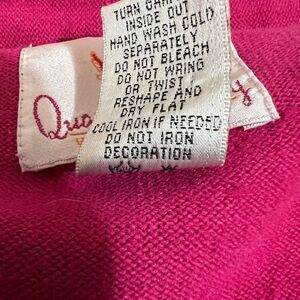 TURN GARM
INSIDE OUT
HAND WASH COLD
SEPARATELY
DO NOT BLEACH
DO NOT WRING
OR TWIST
RESHAPE AND
DRY FLAT
COOL IRON IF NEEDED
DO NOT IRON
DECORATION
Qua
y